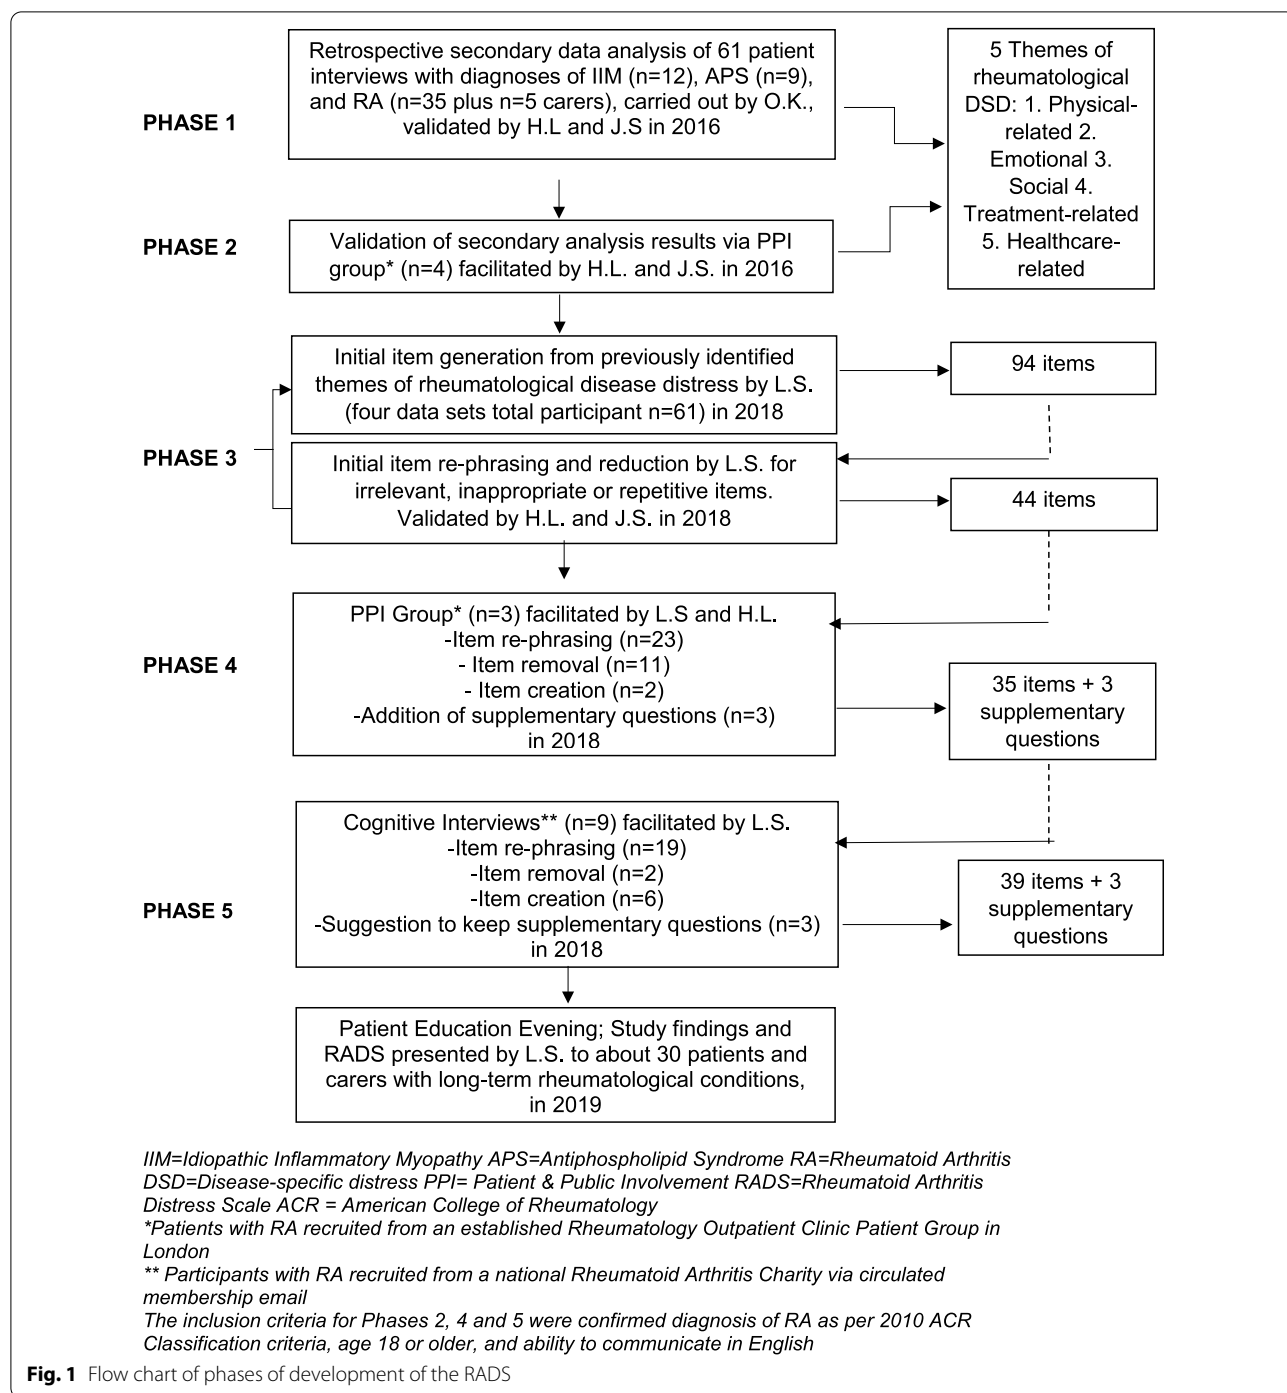 Retrospective secondary data analysis of 61 patient
interviews with diagnoses of IIM (n=12), APS (n=9),
and RA (n=35 plus n=5 carers), carried out by O.K.,
validated by H.L and J.S in 2016
5 Themes of
rheumatological
DSD: 1. Physical-
related 2.
Emotional 3.
Social 4.
Treatment-related
5. Healthcare-
related
PHASE 1
PHASE 2
Validation of secondary analysis results via PPI
group* (n=4) facilitated by H.L. and J.S. in 2016
Initial item generation from previously identified
themes of rheumatological disease distress by L.S.
(four data sets total participant n=61) in 2018
94 items
PHASE 3
Initial item re-phrasing and reduction by L.S. for
irrelevant, inappropriate or repetitive items.
Validated by H.L. and J.S. in 2018
44 items
PHASE 4
PPI Group* (n=3) facilitated by L.S and H.L.
-Item re-phrasing (n=23)
- Item removal (n=11)
- Item creation (n=2)
-Addition of supplementary questions (n=3)
in 2018
35 items + 3
supplementary
questions
PHASE 5
Cognitive Interviews** (n=9) facilitated by L.S.
-Item re-phrasing (n=19)
-Item removal (n=2)
-Item creation (n=6)
-Suggestion to keep supplementary questions (n=3)
in 2018
39 items + 3
supplementary
questions
Patient Education Evening; Study findings and
RADS presented by L.S. to about 30 patients and
carers with long-term rheumatological conditions,
in 2019
IIM=Idiopathic Inflammatory Myopathy APS=Antiphospholipid Syndrome RA=Rheumatoid Arthritis
DSD=Disease-specific distress PPI= Patient & Public Involvement RADS=Rheumatoid Arthritis
Distress Scale ACR = American College of Rheumatology
*Patients with RA recruited from an established Rheumatology Outpatient Clinic Patient Group in
London
** Participants with RA recruited from a national Rheumatoid Arthritis Charity via circulated
membership email
The inclusion criteria for Phases 2, 4 and 5 were confirmed diagnosis of RA as per 2010 ACR
Classification criteria, age 18 or older, and ability to communicate in English
Fig. 1 Flow chart of phases of development of the RADS